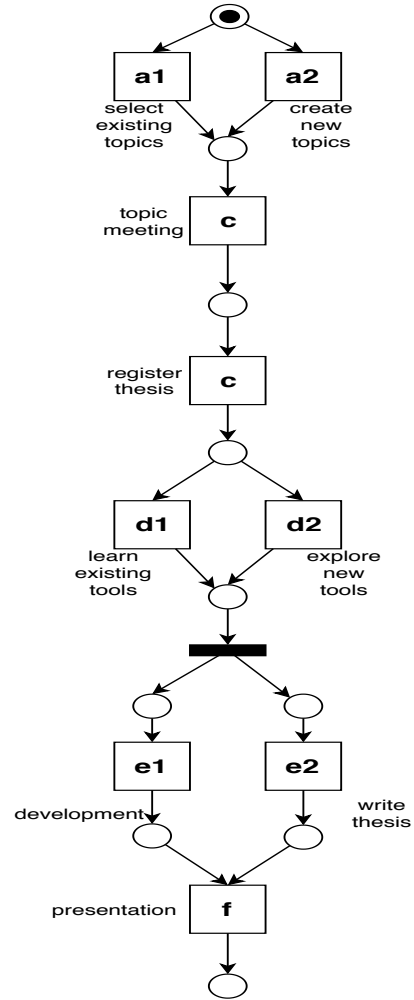 a1
a2
select
existing
topics
create
new
topics
topic
meeting
c
register
thesis
c
d1
d2
learn
existing
tools
explore
new
tools
e1
e2
development
write
thesis
presentation
f